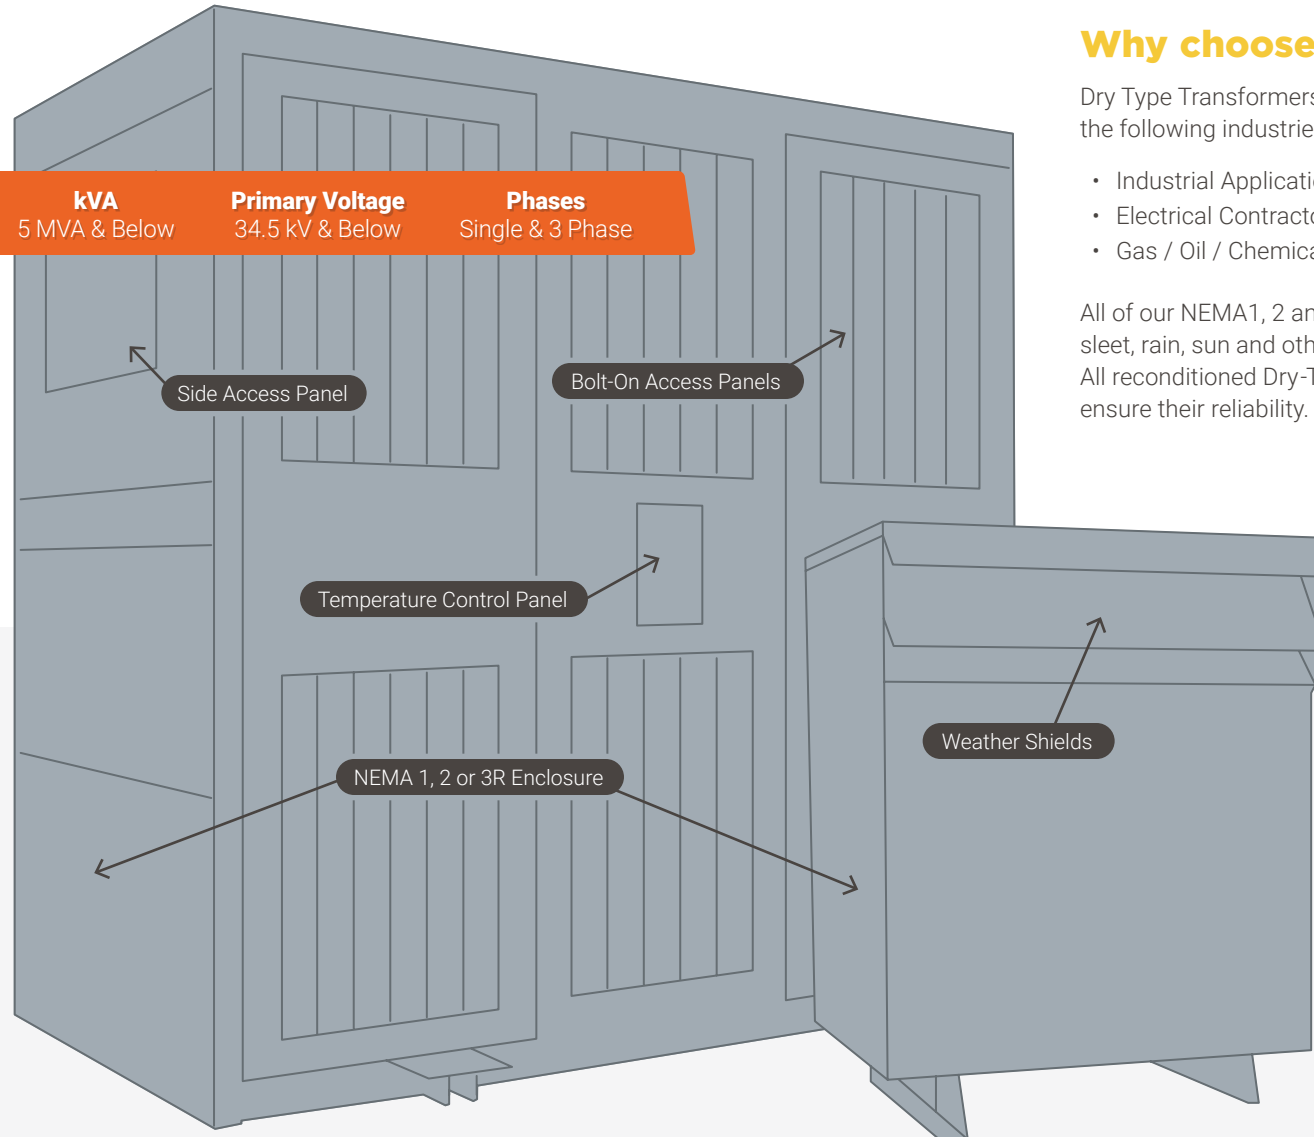 Why choose
Dry Type Transformers
the following industrie
• Industrial Applicati
• Electrical Contracto
• Gas / Oil / Chemica
All of our NEMA1, 2 an
sleet, rain, sun and oth
All reconditioned Dry-T
ensure their reliability.
kVA
5 MVA & Below
Primary Voltage
34.5 kV & Below
Phases
Single & 3 Phase
Side Access Panel
Bolt-On Access Panels
Temperature Control Panel
Weather Shields
NEMA 1, 2 or 3R Enclosure